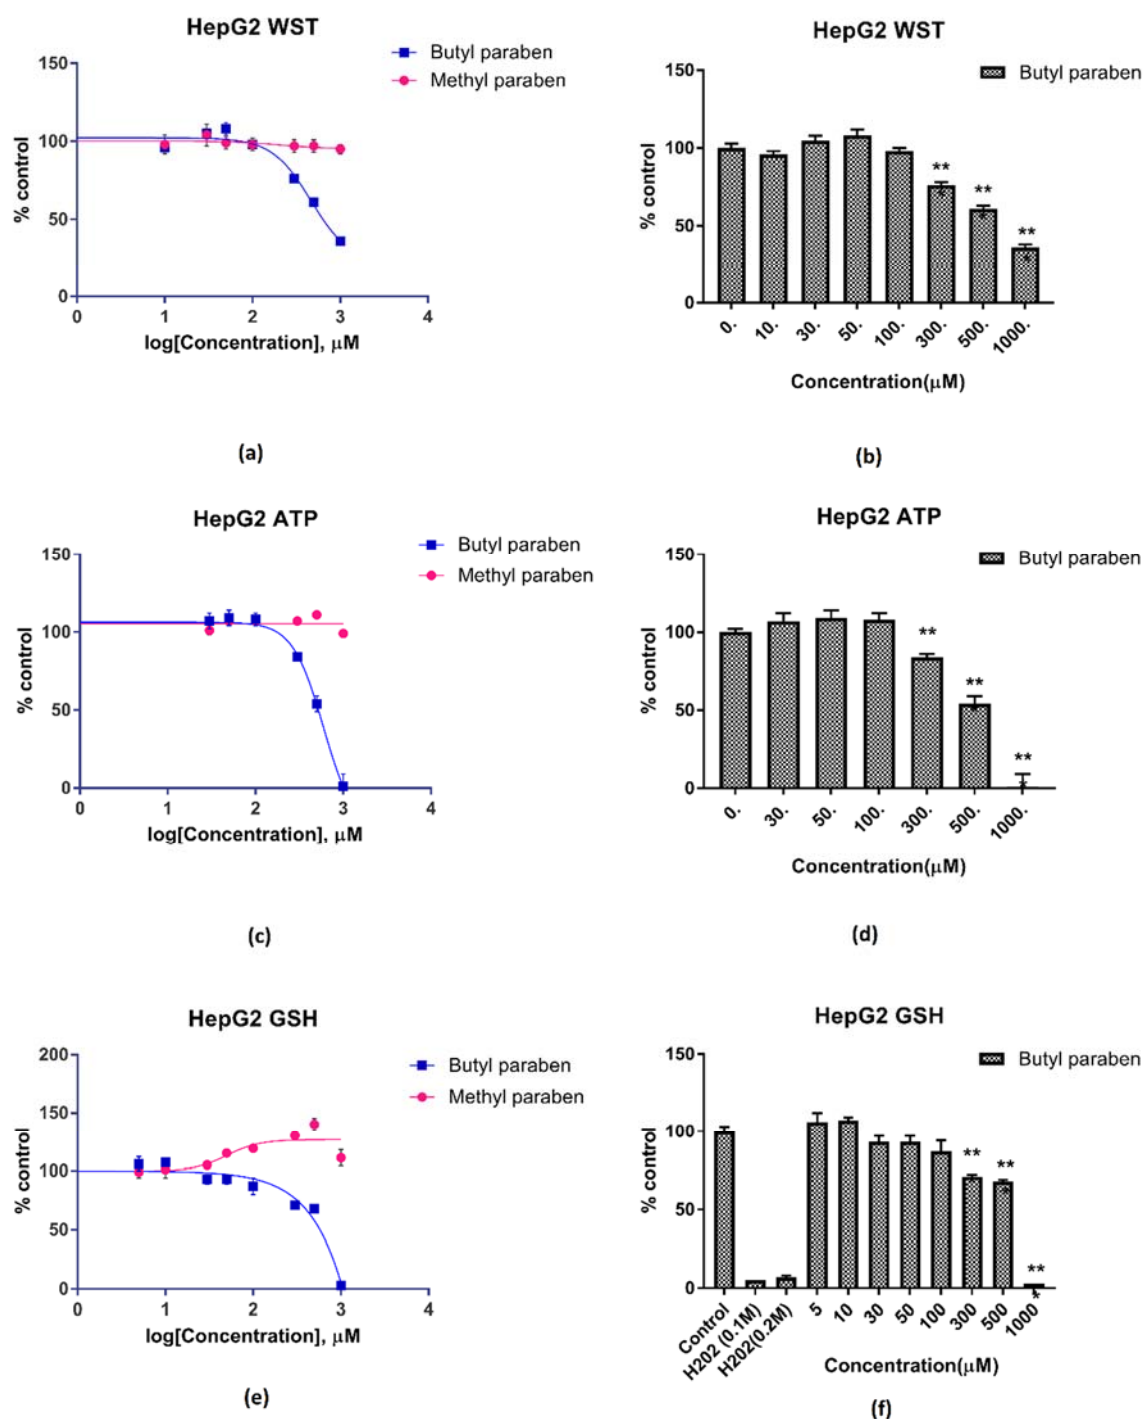 HepG2 WST
Butyl paraben
Methyl paraben
% control
150
100
50
0
0 1 2 3 4
log[Concentration], μM
(a)
HepG2 WST
Butyl paraben
% control
150
100
50
0
** ** **
* * *
0. 10. 30. 50. 100. 300. 500. 1000.
Concentration(μM)
(b)
HepG2 ATP
Butyl paraben
Methyl paraben
% control
150
100
50
0
0 1 2 3 4
log[Concentration], μM
(c)
HepG2 ATP
Butyl paraben
% control
150
100
50
0
** ** **
*
0. 30. 50. 100. 300. 500. 1000.
Concentration(μM)
(d)
HepG2 GSH
Butyl paraben
Methyl paraben
% control
200
150
100
50
0
0 1 2 3 4
log[Concentration], μM
(e)
HepG2 GSH
Butyl paraben
% control
150
100
50
0
** ** **
* *
Control H202 (0.1M) H202(0.2M) 5 10 30 50 100 300 500 1000
Concentration(μM)
(f)